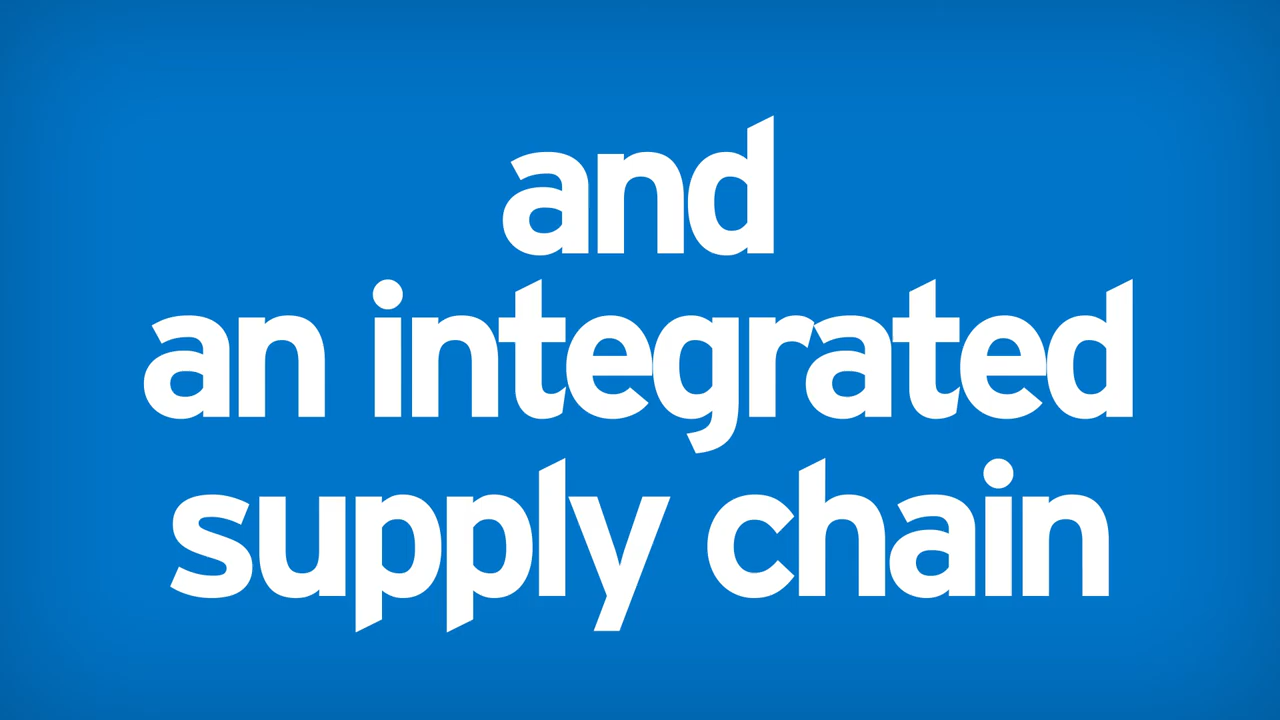 and
an integrated
supply chain